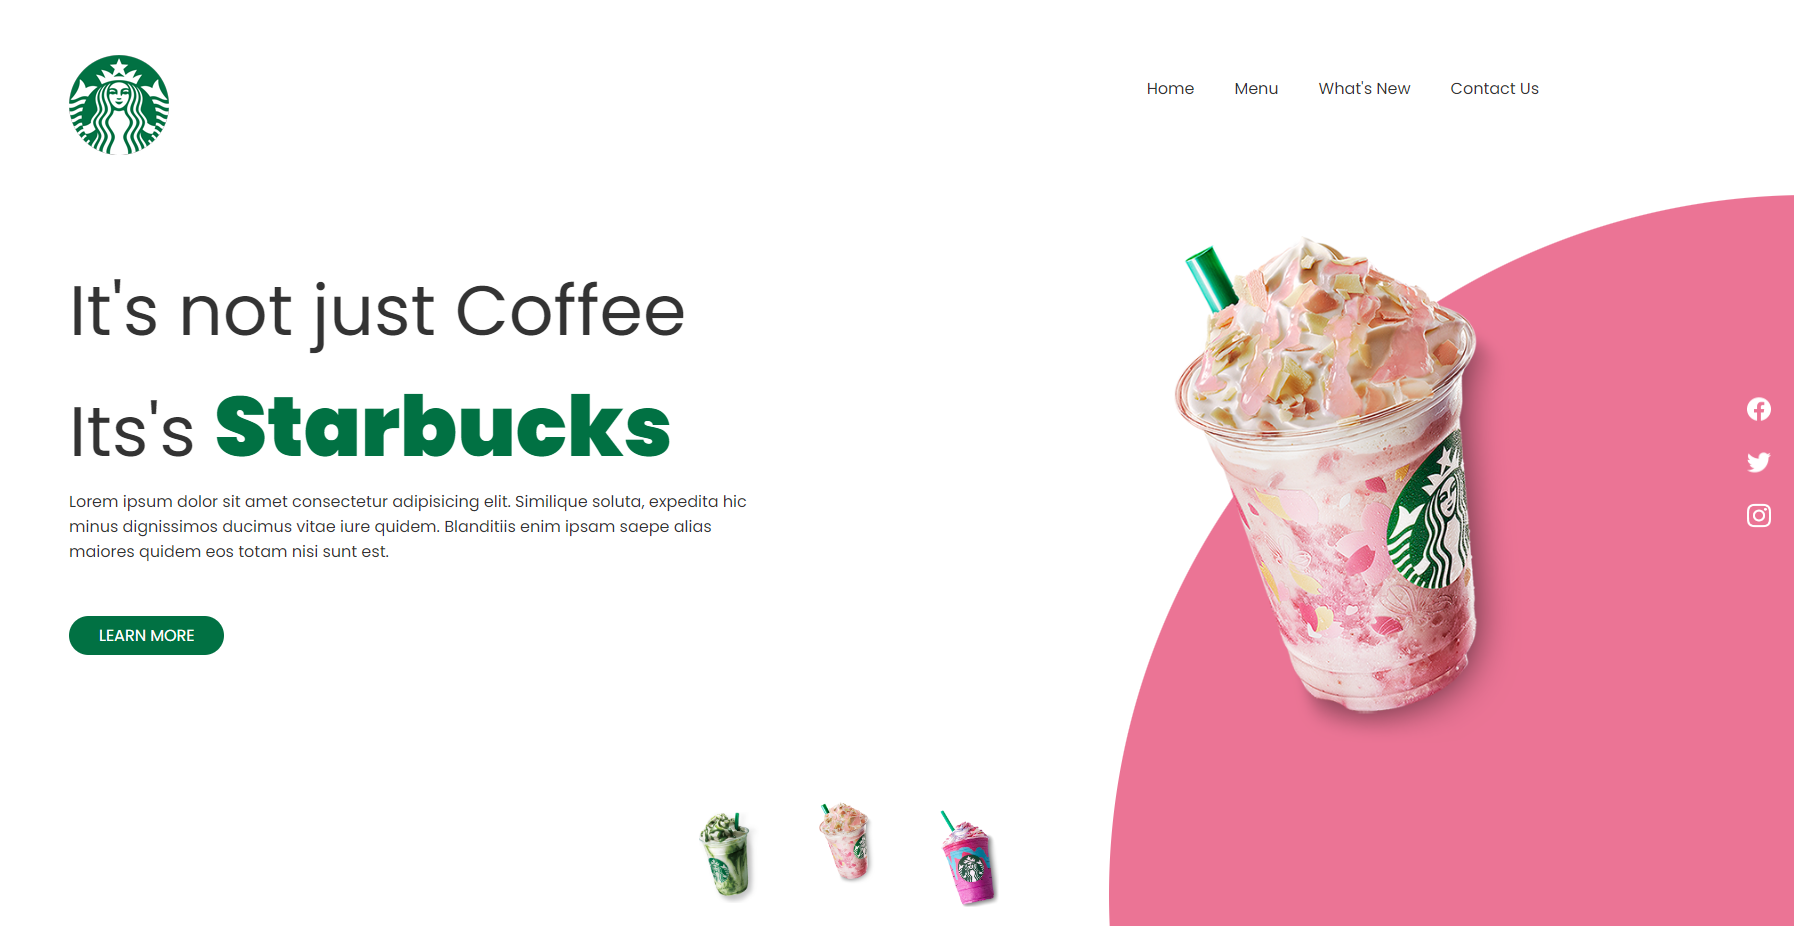 Home Menu What's New Contact Us
It's not just Coffee
Its's Starbucks
Lorem ipsum dolor sit amet consectetur adipisicing elit. Similique soluta, expedita hic
minus dignissimos ducimus vitae iure quidem. Blanditiis enim ipsam saepe alias
maiores quidem eos totam nisi sunt est.
LEARN MORE